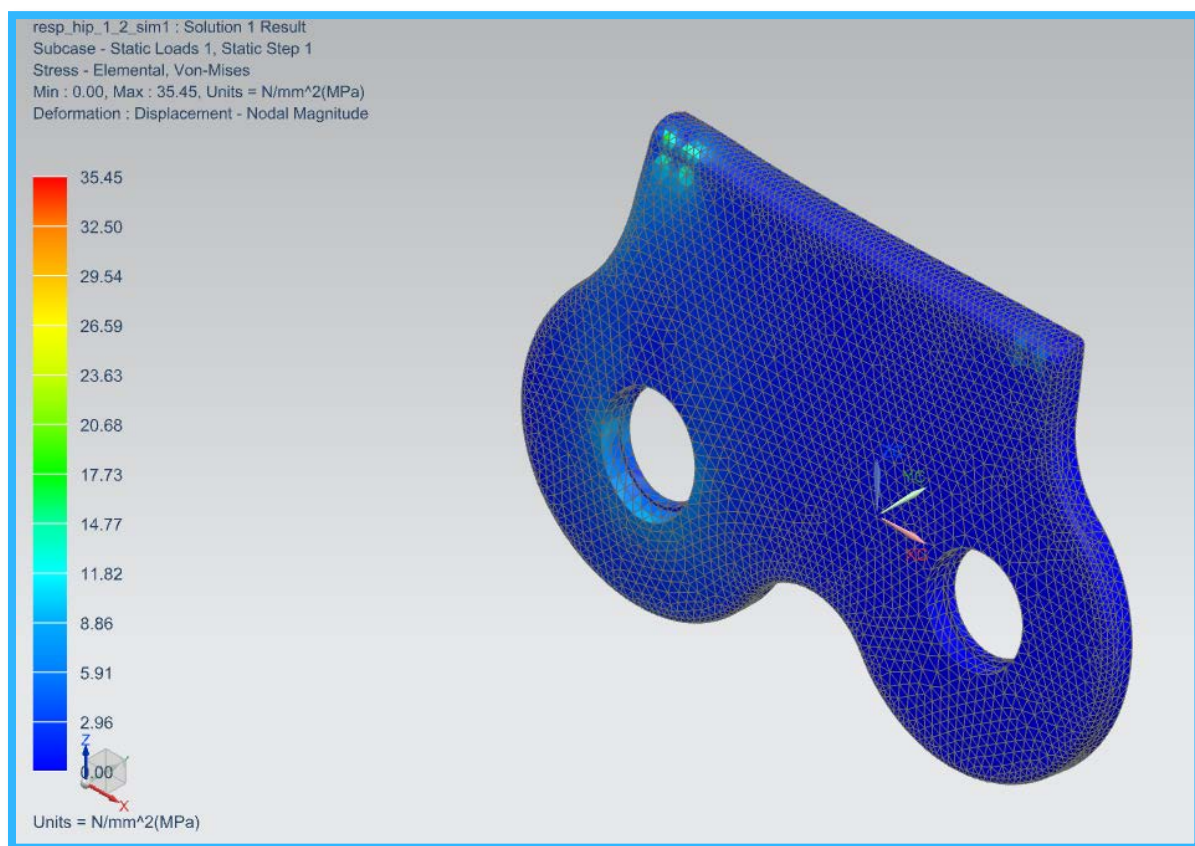 resp_hip_1_2_sim1 : Solution 1 Result
Subcase - Static Loads 1, Static Step 1
Stress - Elemental, Von-Mises
Min : 0.00, Max : 35.45, Units = N/mm^2(MPa)
Deformation : Displacement - Nodal Magnitude
35.45
32.50
29.54
26.59
23.63
20.68
17.73
14.77
11.82
8.86
5.91
2.96
Z
0.00
X
Units = N/mm^2(MPa)
YC
XC